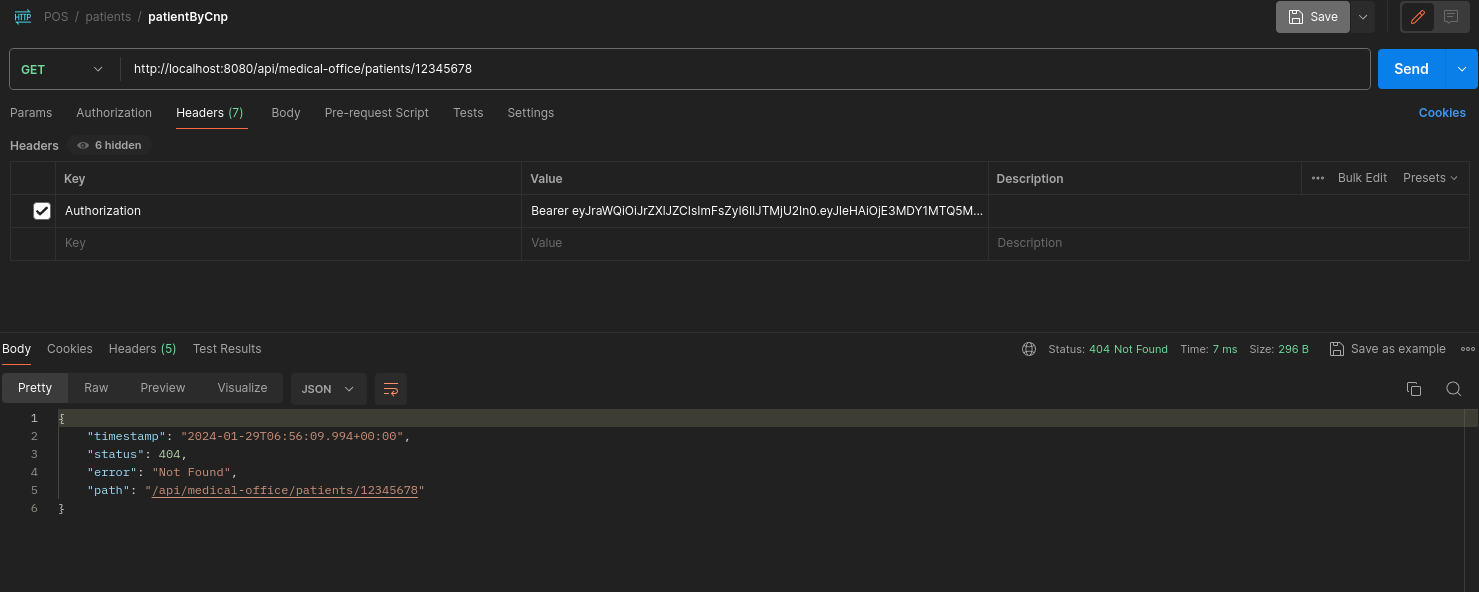 HTTP POS / patients / patientByCnp Save
GET http://localhost:8080/api/medical-office/patients/12345678 Send
Params Authorization Headers (7) Body Pre-request Script Tests Settings Cookies
Headers 6 hidden
Key Value Description ••• Bulk Edit Presets
Authorization Bearer eyJraWQiOiJrZXlJZCIsImFsZyI6IlJTMjU2In0.eyJleHAiOjE3MDY1MTQ5M...
Key Value Description
Body Cookies Headers (5) Test Results Status: 404 Not Found Time: 7 ms Size: 296 B Save as example
Pretty Raw Preview Visualize JSON
1 {
2 "timestamp": "2024-01-29T06:56:09.994+00:00",
3 "status": 404,
4 "error": "Not Found",
5 "path": "/api/medical-office/patients/12345678"
6 }